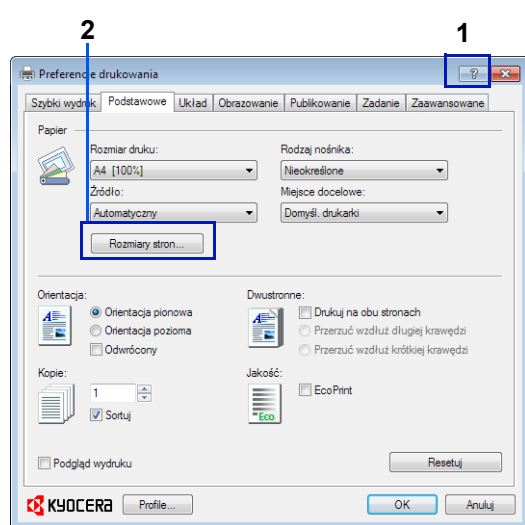 2 1
Preferencje drukowania ?
Szybki wydruk Podstawowe Układ Obrazowanie Publikowanie Zadanie Zaawansowane
Papier
Rozmiar druku: Rodzaj nośnika:
A4 [100%] Nieokreślone
Źródło: Miejsce docelowe:
Automatyczny Domyśl. drukarki
Rozmiary stron...
Orientacja: Dwustronne:
Orientacja pionowa Drukuj na obu stronach
Orientacja pozioma Przerzuć wzdłuż długiej krawędzi
Odwrócony Przerzuć wzdłuż krótkiej krawędzi
Kopie: Jakość:
1 EcoPrint
Sortuj Eco
Podgląd wydruku Resetuj
KYOCERA Profile... OK Anuluj